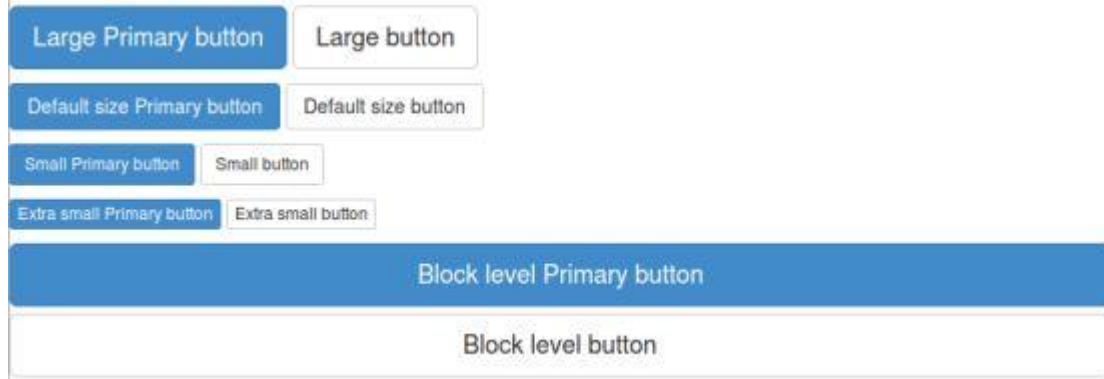 Large Primary button Large button
Default size Primary button Default size button
Small Primary button Small button
Extra small Primary button Extra small button
Block level Primary button
Block level button